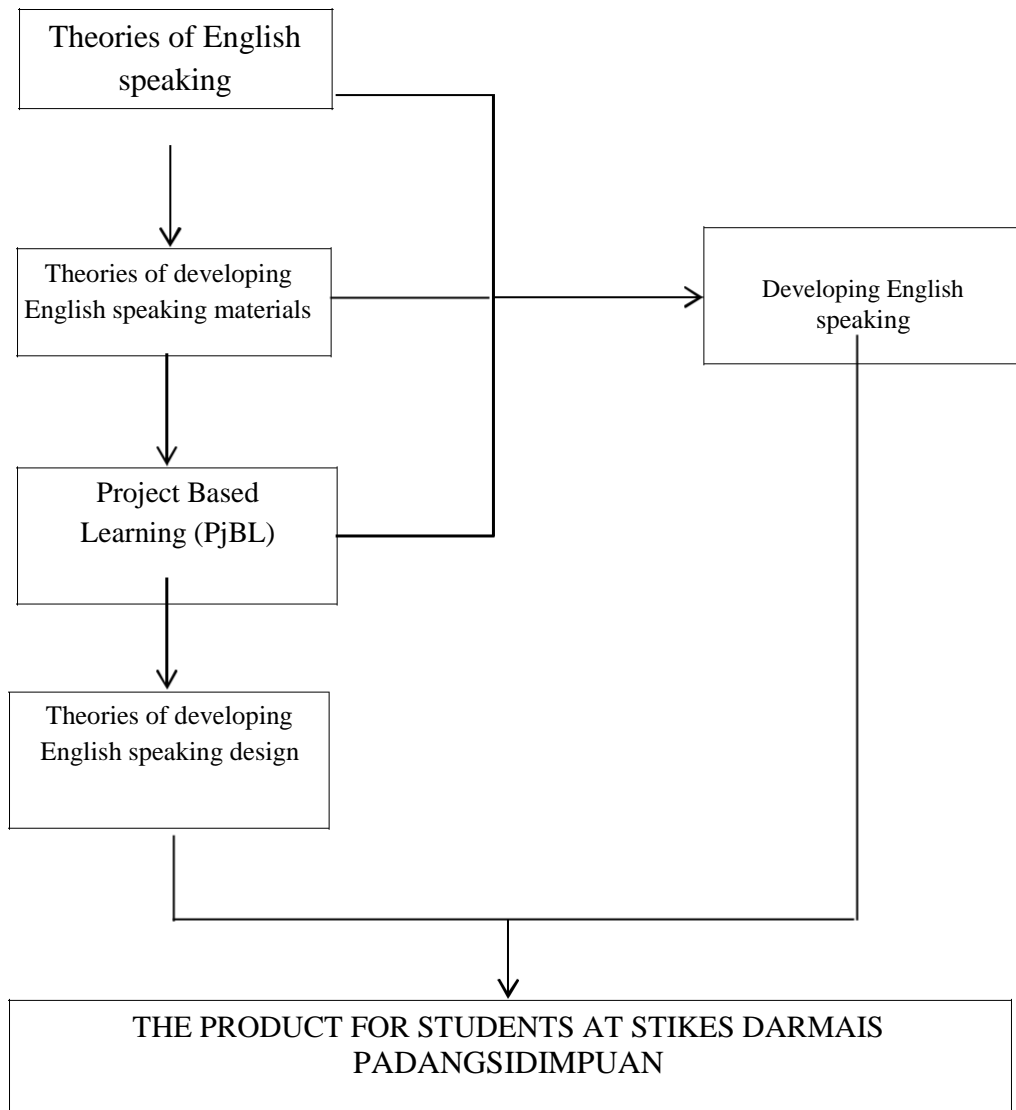 Theories of English
speaking
Theories of developing
English speaking materials
Developing English
speaking
Project Based
Learning (PjBL)
Theories of developing
English speaking design
THE PRODUCT FOR STUDENTS AT STIKES DARMAIS
PADANGSIDIMPUAN